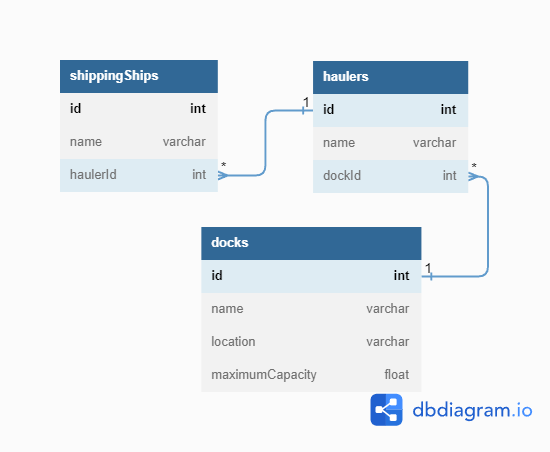 shippingShips
id int
name varchar
haulerId int
*
1
haulers
id int
name varchar
dockId int
*
docks
1
id int
name varchar
location varchar
maximumCapacity float
dbdiagram.io